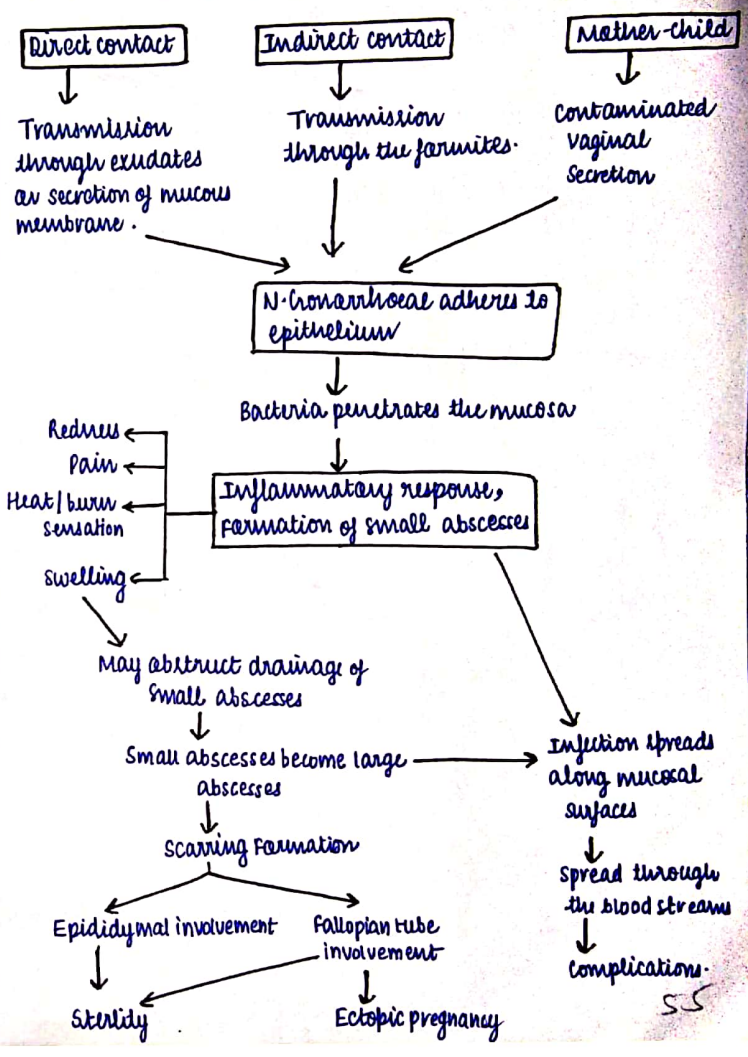 Direct contact
Indirect contact
Mother-child
Transmission
through exudates
or secretion of mucous
membrane.
Transmission
through the formites.
Contaminated
vaginal
secretion
N. Gonorrhoeae adheres to
epithelium
Bacteria penetrates the mucosa
Redness
Pain
Heat/burn
sensation
Swelling
Inflammatory response,
formation of small abscesses
May obstruct drainage of
small abscesses
Small abscesses become large
abscesses
Infection spreads
along mucosal
surfaces
Scarring Formation
Spread through
the blood streams
Epididymal involvement
Fallopian tube
involvement
Complications.
Sterlidy
Ectopic pregnancy
55